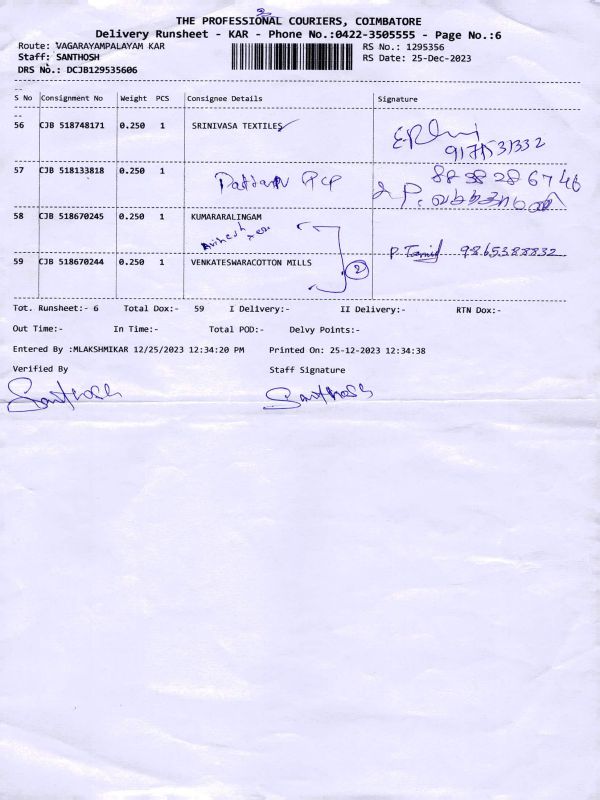 THE PROFESSIONAL COURIERS, COIMBATORE
Delivery Runsheet - KAR - Phone No.:0422-3505555 - Page No.:6
Route: VAGARAYAMPALAYAM KAR
RS No.: 1295356
Staff: SANTHOSH
RS Date: 25-Dec-2023
DRS No.: DCJB129535606
S No Consignment No Weight PCS Consignee Details Signature
56 CJB 518748171 0.250 1 SRINIVASA TEXTILES
57 CJB 518133818 0.250 1
8838286746
58 CJB 518670245 0.250 1 KUMARARALINGAM
P 9865388832
59 CJB 518670244 0.250 1 VENKATESWARACOTTON MILLS
2
Tot. Runsheet:- 6 Total Dox:- 59 I Delivery:- II Delivery:- RTN Dox:-
Out Time:- In Time:- Total POD:- Delvy Points:-
Entered By :MLAKSHMIKAR 12/25/2023 12:34:20 PM Printed On: 25-12-2023 12:34:38
Verified By Staff Signature
Santhosh Santhosh